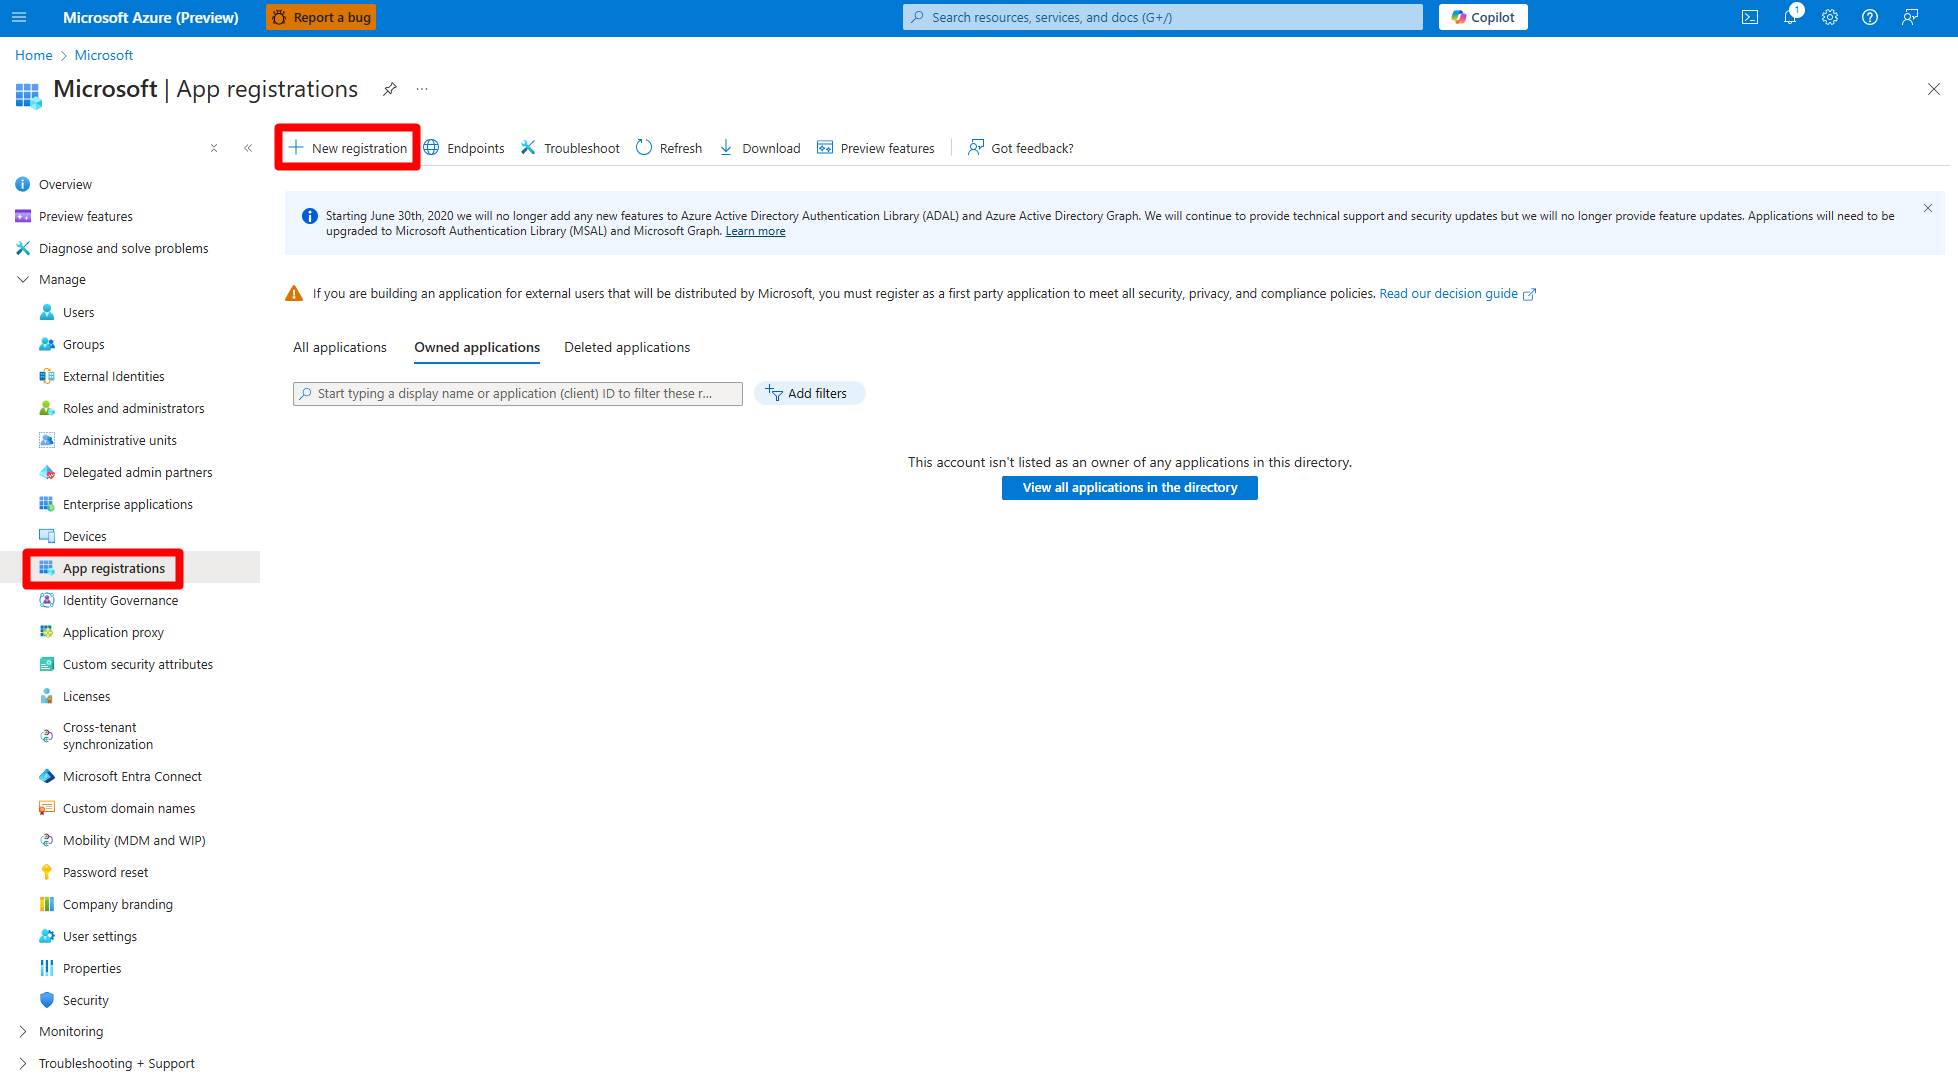 Microsoft Azure (Preview)
Report a bug
Search resources, services, and docs (G+/)
Copilot
1
Home
Microsoft
Microsoft | App registrations
...
New registration
Endpoints
Troubleshoot
Refresh
Download
Preview features
Got feedback?
Overview
Preview features
Diagnose and solve problems
Manage
Users
Groups
External Identities
Roles and administrators
Administrative units
Delegated admin partners
Enterprise applications
Devices
App registrations
Identity Governance
Application proxy
Custom security attributes
Licenses
Cross-tenant
synchronization
Microsoft Entra Connect
Custom domain names
Mobility (MDM and WIP)
Password reset
Company branding
User settings
Properties
Security
Monitoring
Troubleshooting + Support
Starting June 30th, 2020 we will no longer add any new features to Azure Active Directory Authentication Library (ADAL) and Azure Active Directory Graph. We will continue to provide technical support and security updates but we will no longer provide feature updates. Applications will need to be
upgraded to Microsoft Authentication Library (MSAL) and Microsoft Graph. Learn more
If you are building an application for external users that will be distributed by Microsoft, you must register as a first party application to meet all security, privacy, and compliance policies. Read our decision guide
All applications
Owned applications
Deleted applications
Start typing a display name or application (client) ID to filter these r...
Add filters
This account isn't listed as an owner of any applications in this directory.
View all applications in the directory